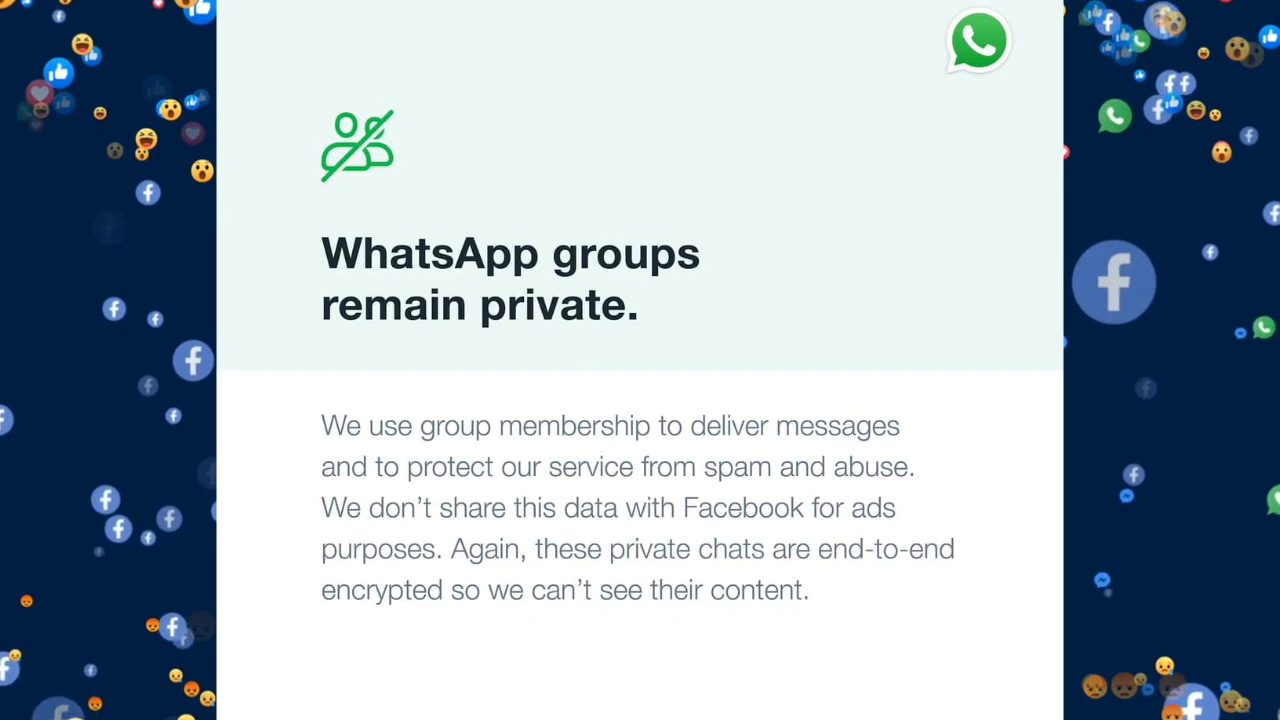 WhatsApp groups
remain private.
We use group membership to deliver messages
and to protect our service from spam and abuse.
We don’t share this data with Facebook for ads
purposes. Again, these private chats are end-to-end
encrypted so we can’t see their content.